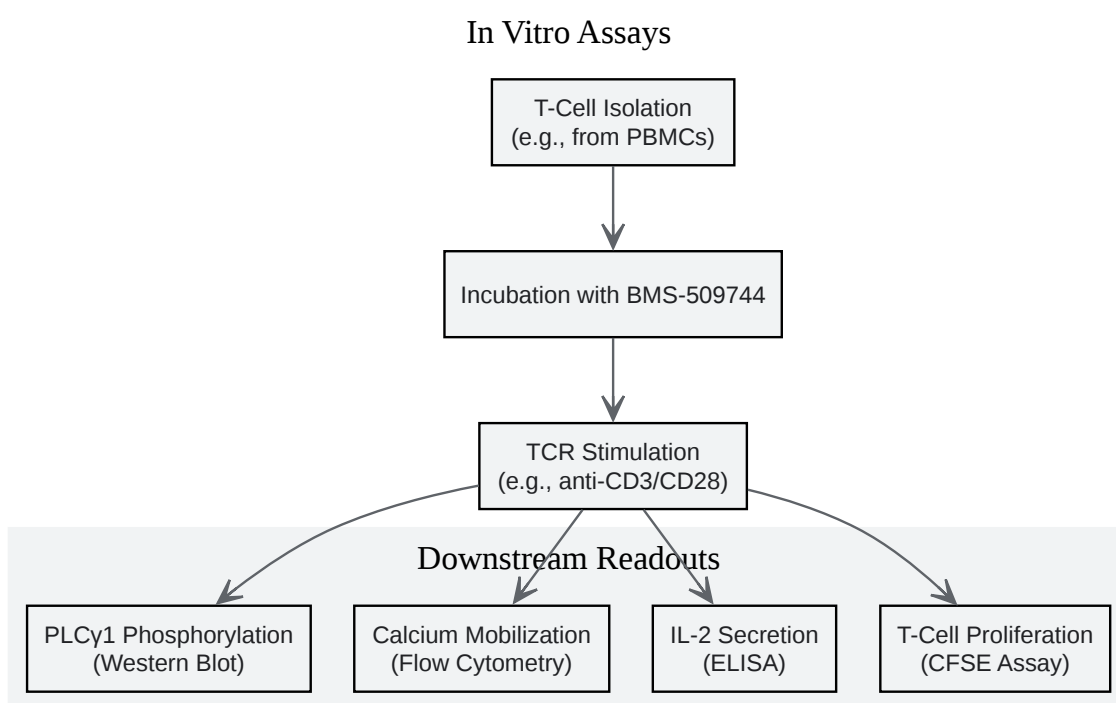 In Vitro Assays
T-Cell Isolation
(e.g., from PBMCs)
Incubation with BMS-509744
TCR Stimulation
(e.g., anti-CD3/CD28)
Downstream Readouts
PLCγ1 Phosphorylation
(Western Blot)
Calcium Mobilization
(Flow Cytometry)
IL-2 Secretion
(ELISA)
T-Cell Proliferation
(CFSE Assay)